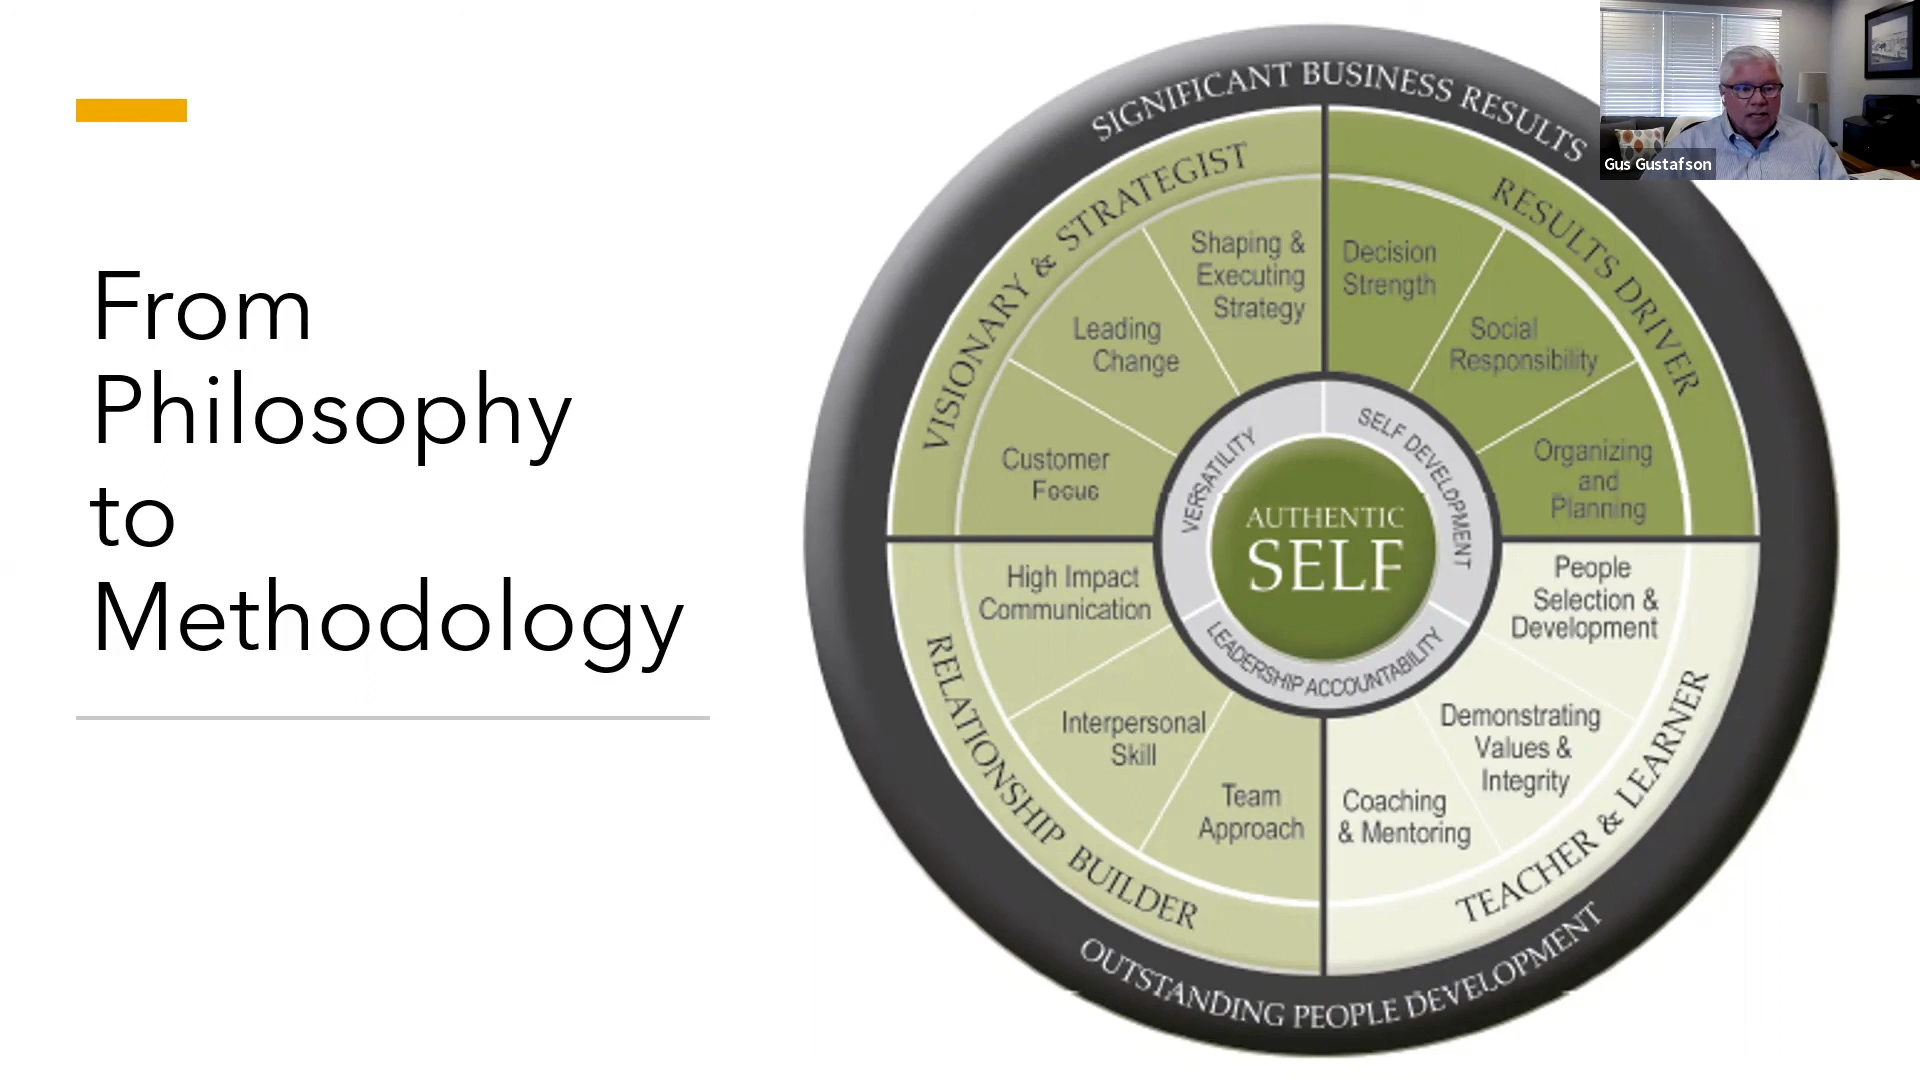 From
Philosophy
to
Methodology
SIGNIFICANT BUSINESS RESULTS
VISIONARY & STRATEGIST
Shaping &
Executing
Strategy
Leading
Change
Customer
Focus
RESULTS DRIVER
Decision
Strength
Social
Responsibility
Organizing
and
Planning
VERSATILITY
SELF DEVELOPMENT
LEADERSHIP ACCOUNTABILITY
AUTHENTIC
SELF
High Impact
Communication
Interpersonal
Skill
Team
Approach
RELATIONSHIP BUILDER
People
Selection &
Development
Demonstrating
Values &
Integrity
Coaching
& Mentoring
TEACHER & LEARNER
OUTSTANDING PEOPLE DEVELOPMENT
Gus Gustafson